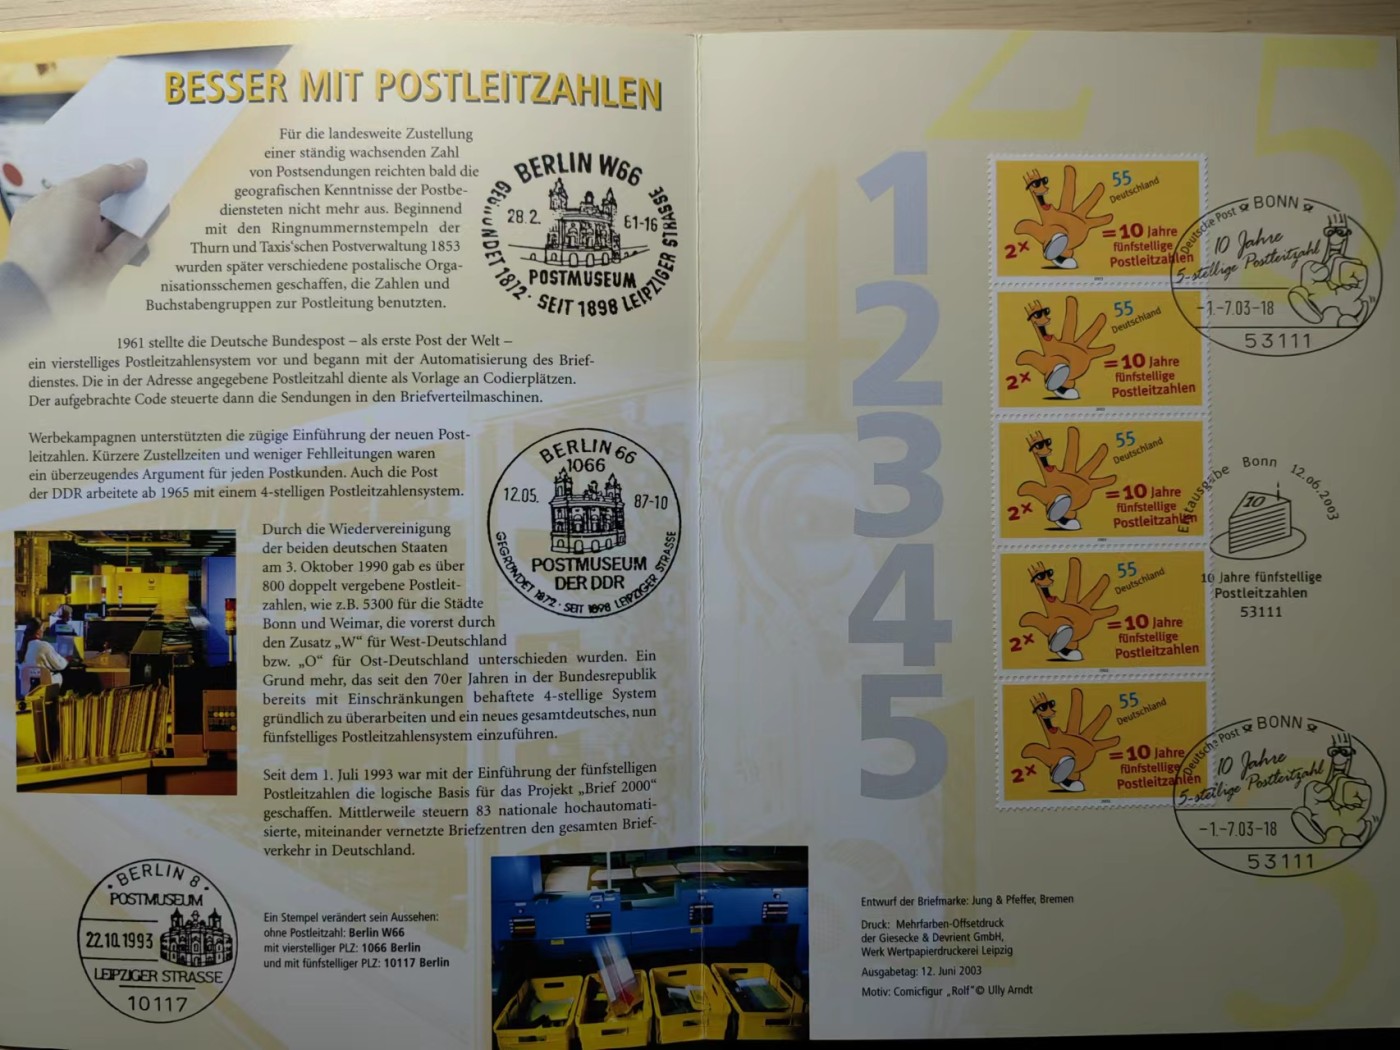 BESSER MIT POSTLEITZAHLEN
Für die landesweite Zustellung
einer ständig wachsenden Zahl
von Postsendungen reichten bald die
geografischen Kenntnisse der Postbe-
diensteten nicht mehr aus. Beginnend
mit den Ringnummernstempeln der
Thurn und Taxis'schen Postverwaltung 1853
wurden später verschiedene postalische Orga-
nisationsschemen geschaffen, die Zahlen und
Buchstabengruppen zur Postleitung benutzten.
BERLIN W66
28.2. 81-16
POSTMUSEUM
GEGRÜNDET 1872 · SEIT 1898 LEIPZIGER STRASSE
1961 stellte die Deutsche Bundespost – als erste Post der Welt –
ein vierstelliges Postleitzahlensystem vor und begann mit der Automatisierung des Brief-
dienstes. Die in der Adresse angegebene Postleitzahl diente als Vorlage an Codierplätzen.
Der aufgebrachte Code steuerte dann die Sendungen in den Briefverteilmaschinen.
Werbekampagnen unterstützten die zügige Einführung der neuen Post-
leitzahlen. Kürzere Zustellzeiten und weniger Fehlleitungen waren
ein überzeugendes Argument für jeden Postkunden. Auch die Post
der DDR arbeitete ab 1965 mit einem 4-stelligen Postleitzahlensystem.
BERLIN 66
1066
12.05. 87-10
POSTMUSEUM
DER DDR
GEGRÜNDET 1872 · SEIT 1898 LEIPZIGER STRASSE
Durch die Wiedervereinigung
der beiden deutschen Staaten
am 3. Oktober 1990 gab es über
800 doppelt vergebene Postleit-
zahlen, wie z.B. 5300 für die Städte
Bonn und Weimar, die vorerst durch
den Zusatz „W“ für West-Deutschland
bzw. „O“ für Ost-Deutschland unterschieden wurden. Ein
Grund mehr, das seit den 70er Jahren in der Bundesrepublik
bereits mit Einschränkungen behaftete 4-stellige System
gründlich zu überarbeiten und ein neues gesamtdeutsches, nun
fünfstelliges Postleitzahlensystem einzuführen.
Seit dem 1. Juli 1993 war mit der Einführung der fünfstelligen
Postleitzahlen die logische Basis für das Projekt „Brief 2000“
geschaffen. Mittlerweile steuern 83 nationale hochautomati-
sierte, miteinander vernetzte Briefzentren den gesamten Brief-
verkehr in Deutschland.
· BERLIN 8 ·
POSTMUSEUM
22.10.1993
LEIPZIGER STRASSE
10117
Ein Stempel verändert sein Aussehen:
ohne Postleitzahl: Berlin W66
mit vierstelliger PLZ: 1066 Berlin
und mit fünfstelliger PLZ: 10117 Berlin
1
2
3
4
5
2
5
4
3
55
Deutschland
2x = 10 Jahre
fünfstellige
Postleitzahlen
55
Deutschland
2x = 10 Jahre
fünfstellige
Postleitzahlen
55
Deutschland
2x = 10 Jahre
fünfstellige
Postleitzahlen
55
Deutschland
2x = 10 Jahre
fünfstellige
Postleitzahlen
55
Deutschland
2x = 10 Jahre
fünfstellige
Postleitzahlen
Deutsche Post BONN
10 Jahre
5-stellige Postleitzahl
-1.-7.03-18
53111
Erstausgabe Bonn 12.06.2003
10
10 Jahre fünfstellige
Postleitzahlen
53111
Deutsche Post BONN
10 Jahre
5-stellige Postleitzahl
-1.-7.03-18
53111
Entwurf der Briefmarke: Jung & Pfeffer, Bremen
Druck: Mehrfarben-Offsetdruck
der Giesecke & Devrient GmbH,
Werk Wertpapierdruckerei Leipzig
Ausgabetag: 12. Juni 2003
Motiv: Comicfigur „Rolf“© Ully Arndt